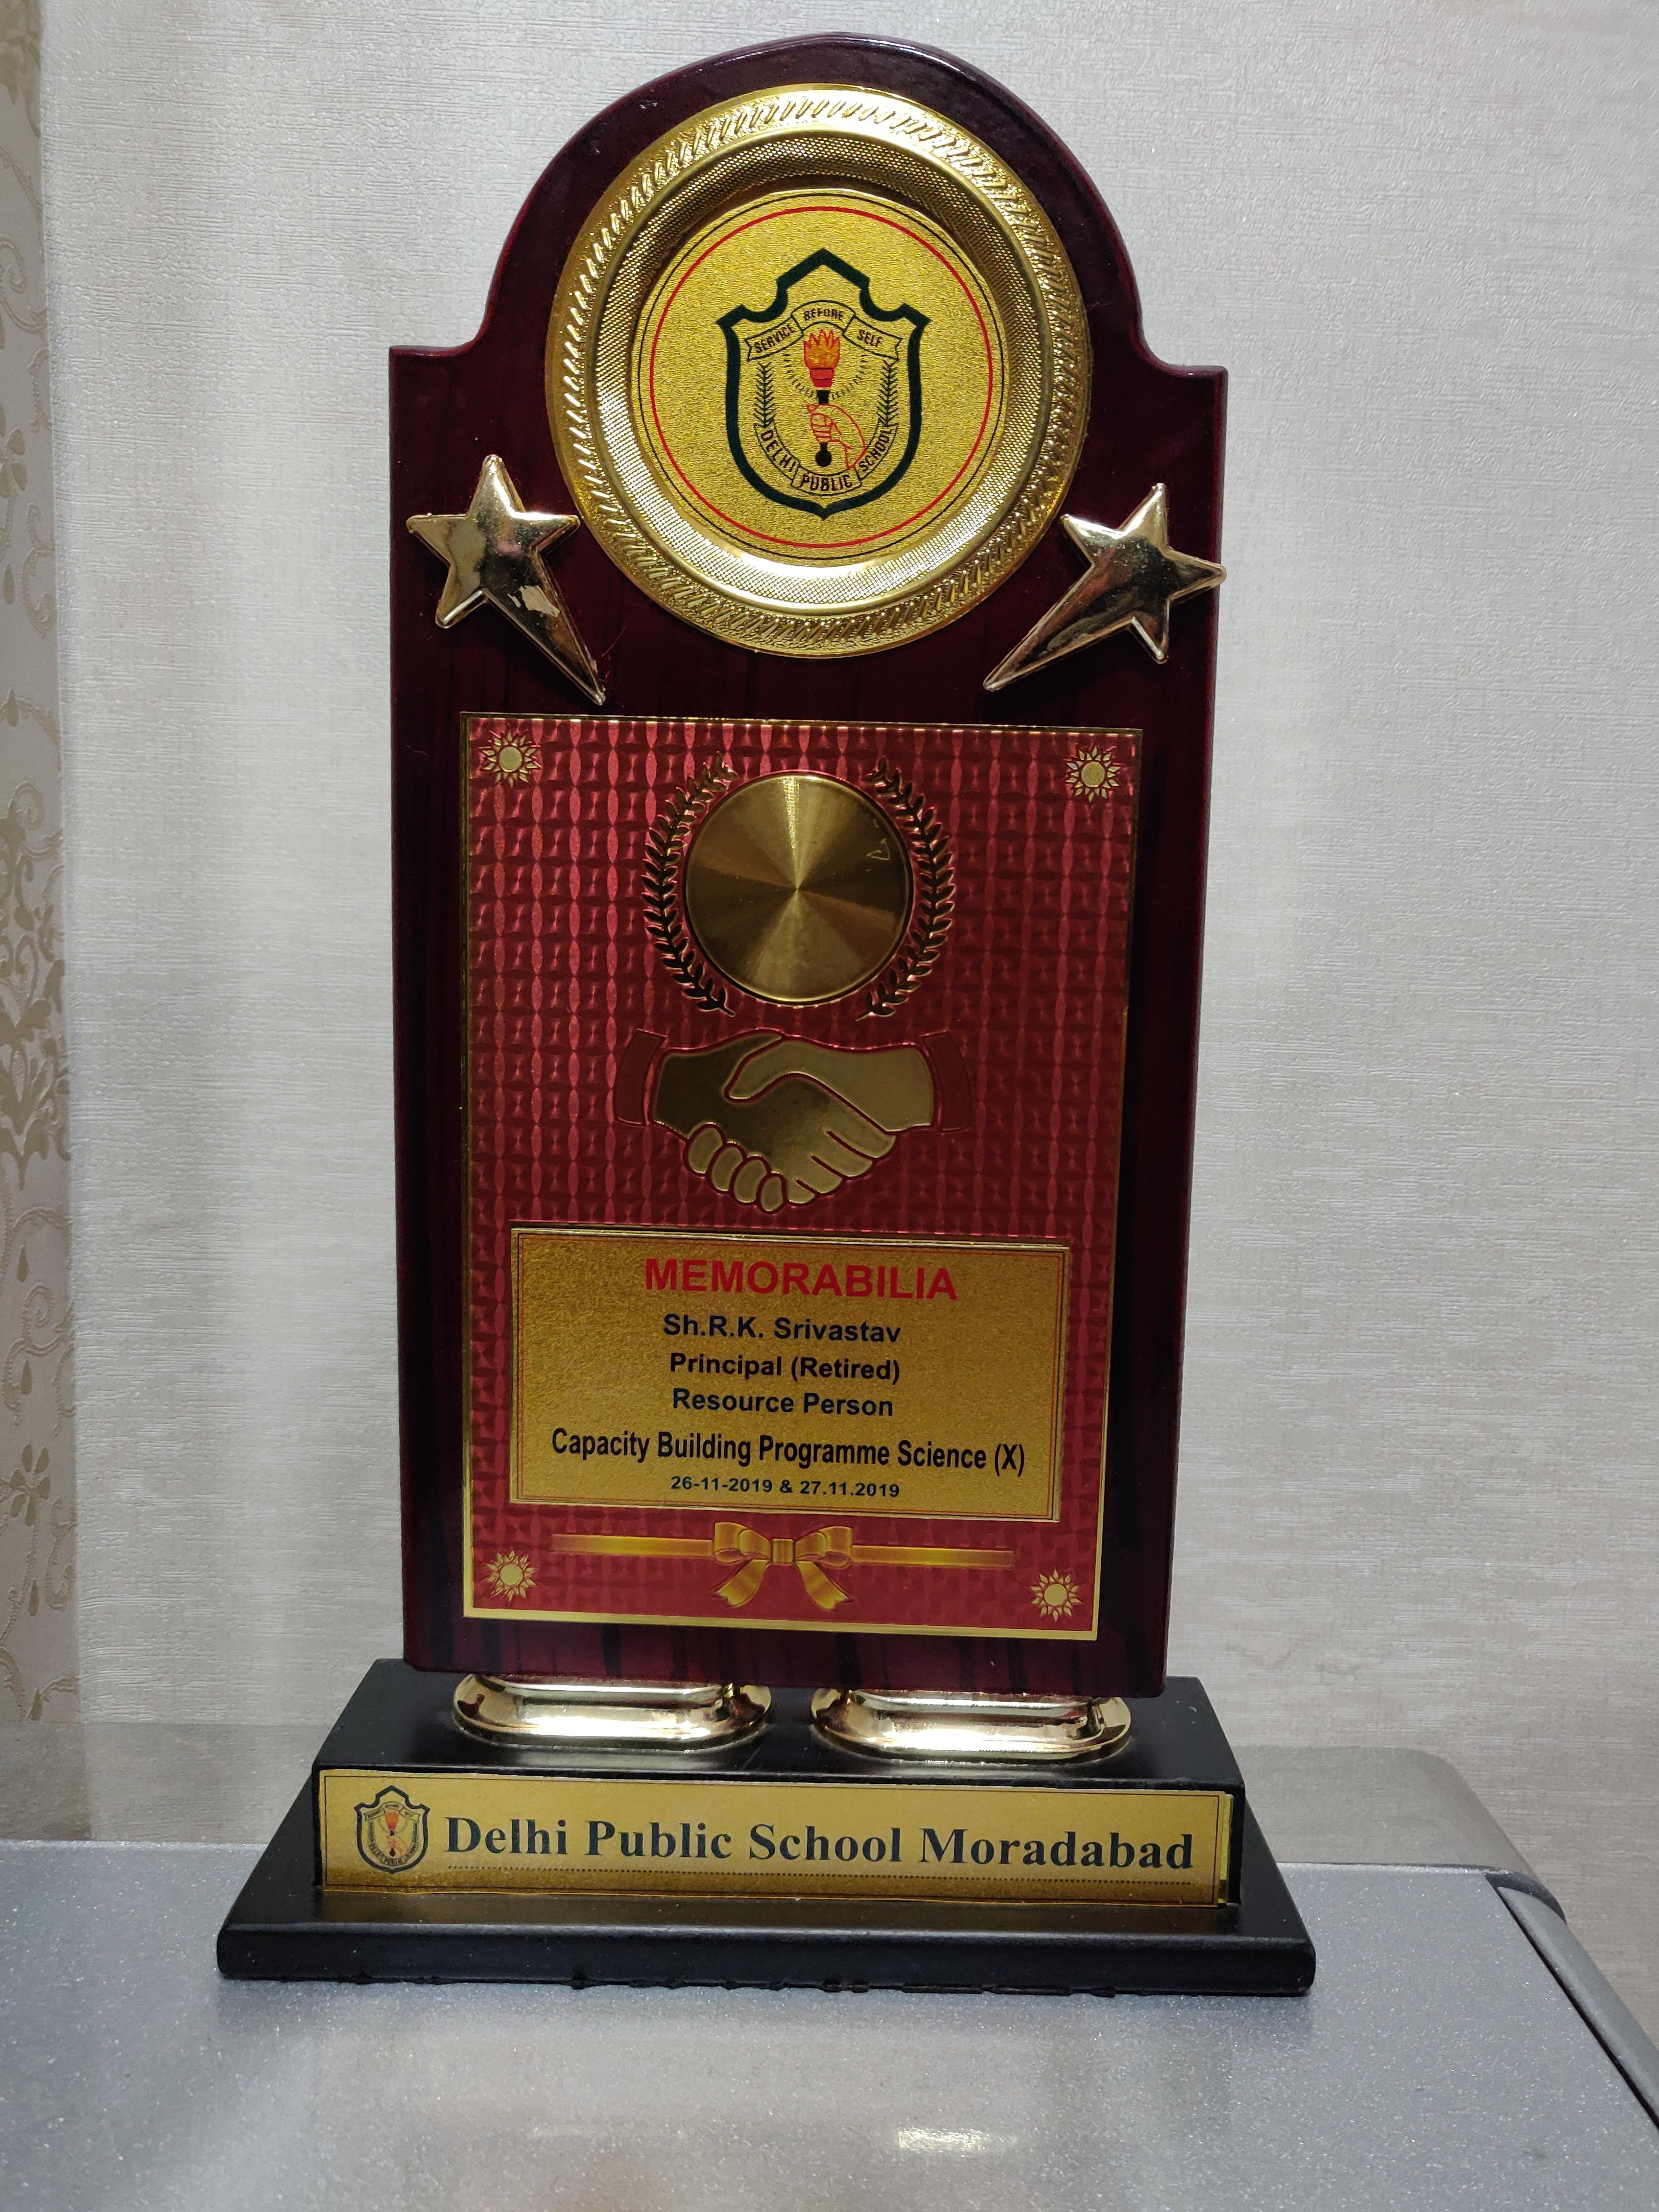 SERVICE BEFORE SELF
DELHI PUBLIC SCHOOL
MEMORABILIA
Sh.R.K. Srivastav
Principal (Retired)
Resource Person
Capacity Building Programme Science (X)
26-11-2019 & 27.11.2019
Delhi Public School Moradabad